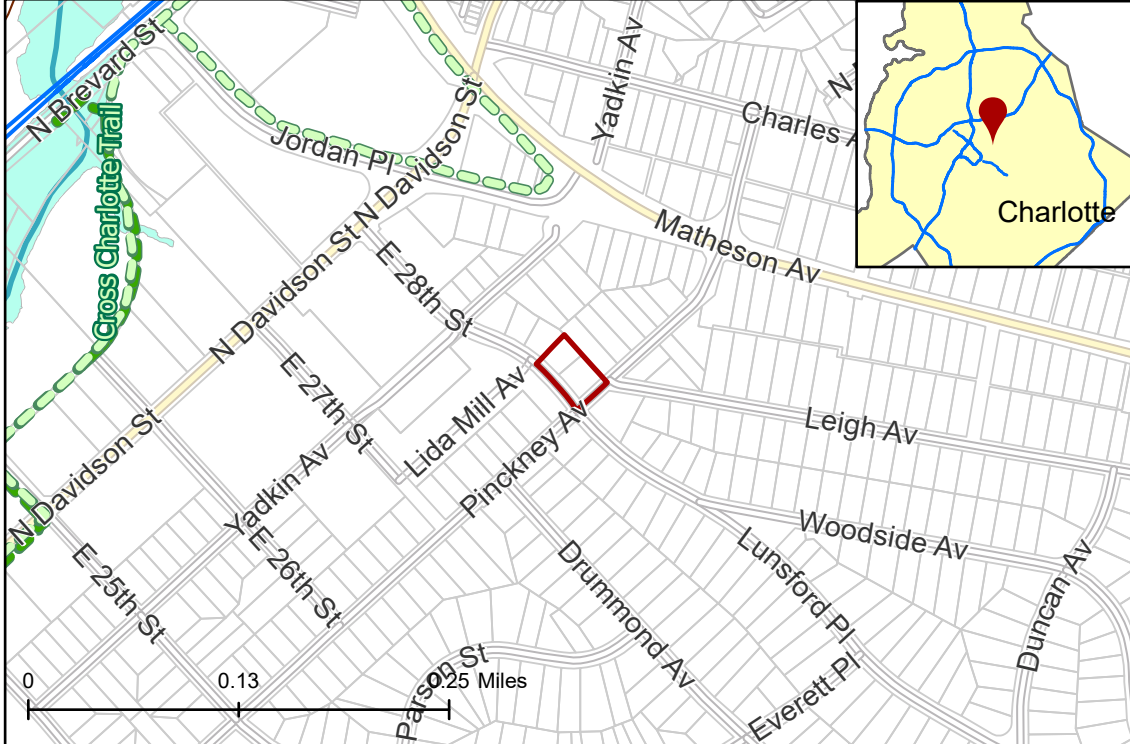 N Brevard St
Cross Charlotte Trail
Jordan Pl
N Davidson St
N Davidson St
N Davidson St
Yadkin Av
Charles A
N
Charlotte
Matheson Av
E 28th St
E 27th St
Lida Mill Av
Pinckney Av
Leigh Av
Yadkin Av
E 26th St
E 25th St
Woodside Av
Lunsford Pl
Drummond Av
Duncan Av
Everett Pl
Parson St
0 0.13 0.25 Miles